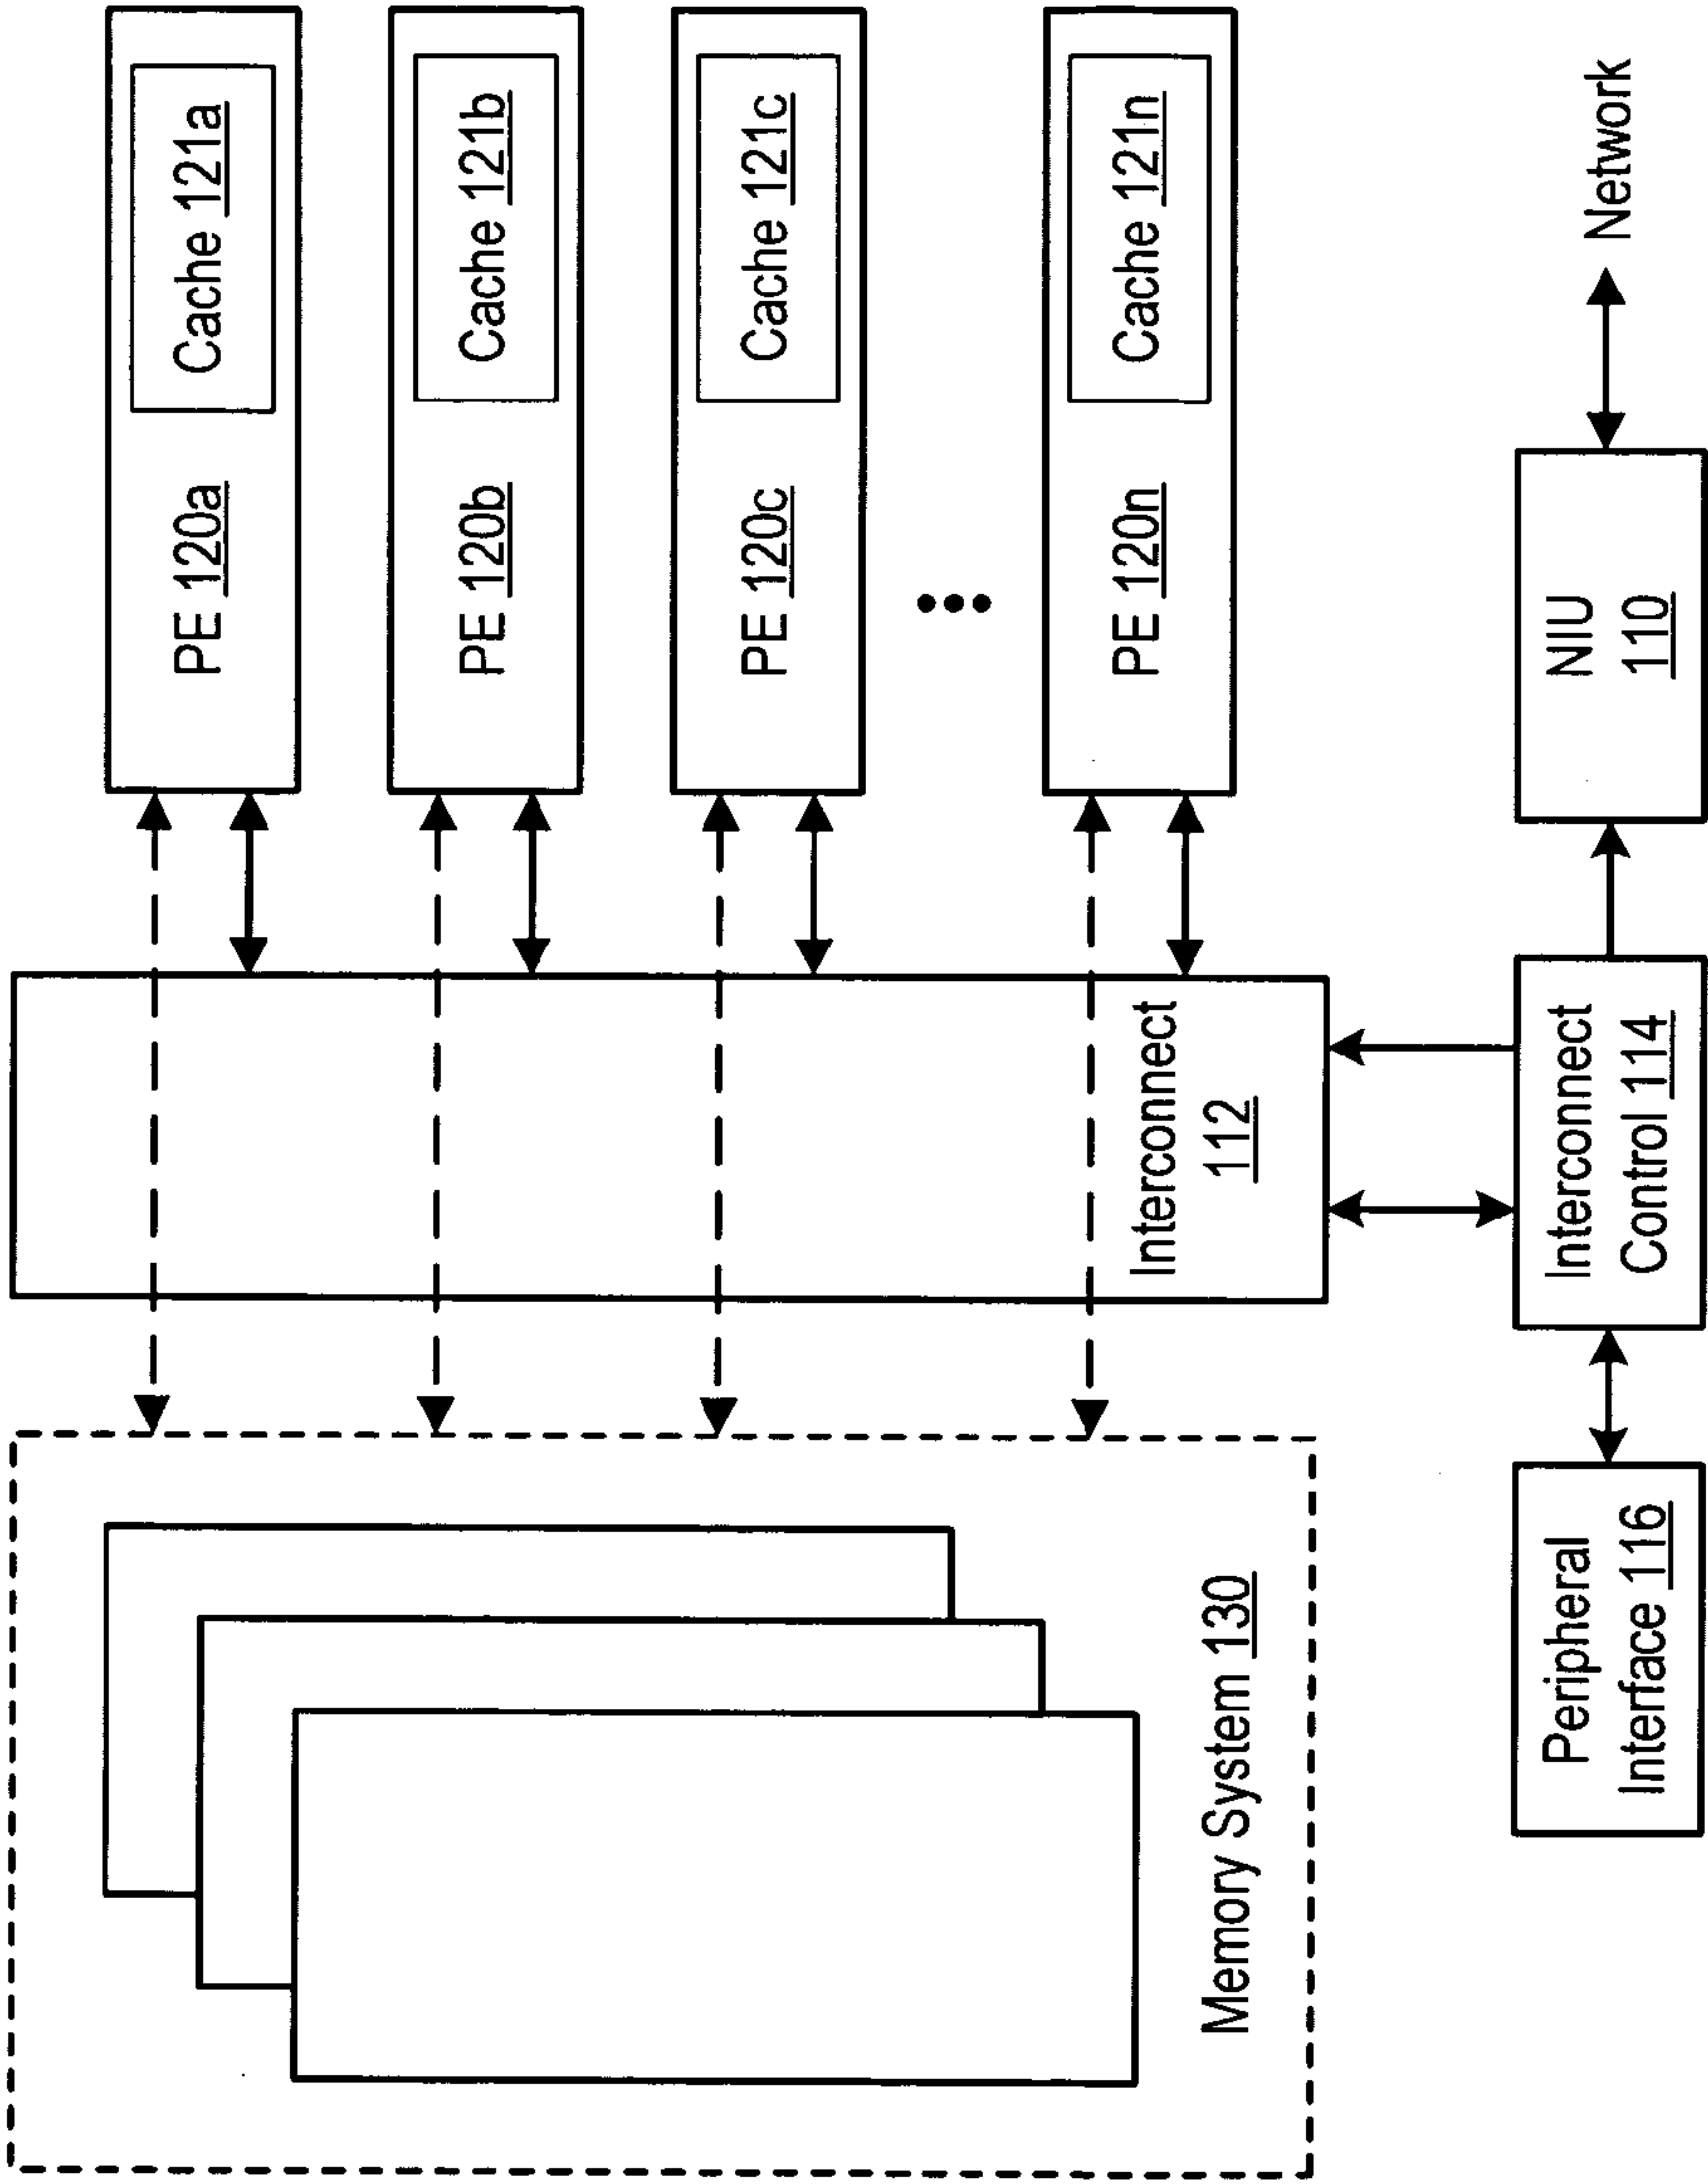 PE 120a
Cache 121a
PE 120b
Cache 121b
PE 120c
Cache 121c
PE 120n
Cache 121n
Interconnect
112
Memory System 130
Peripheral
Interface 116
Interconnect
Control 114
NIU
110
Network